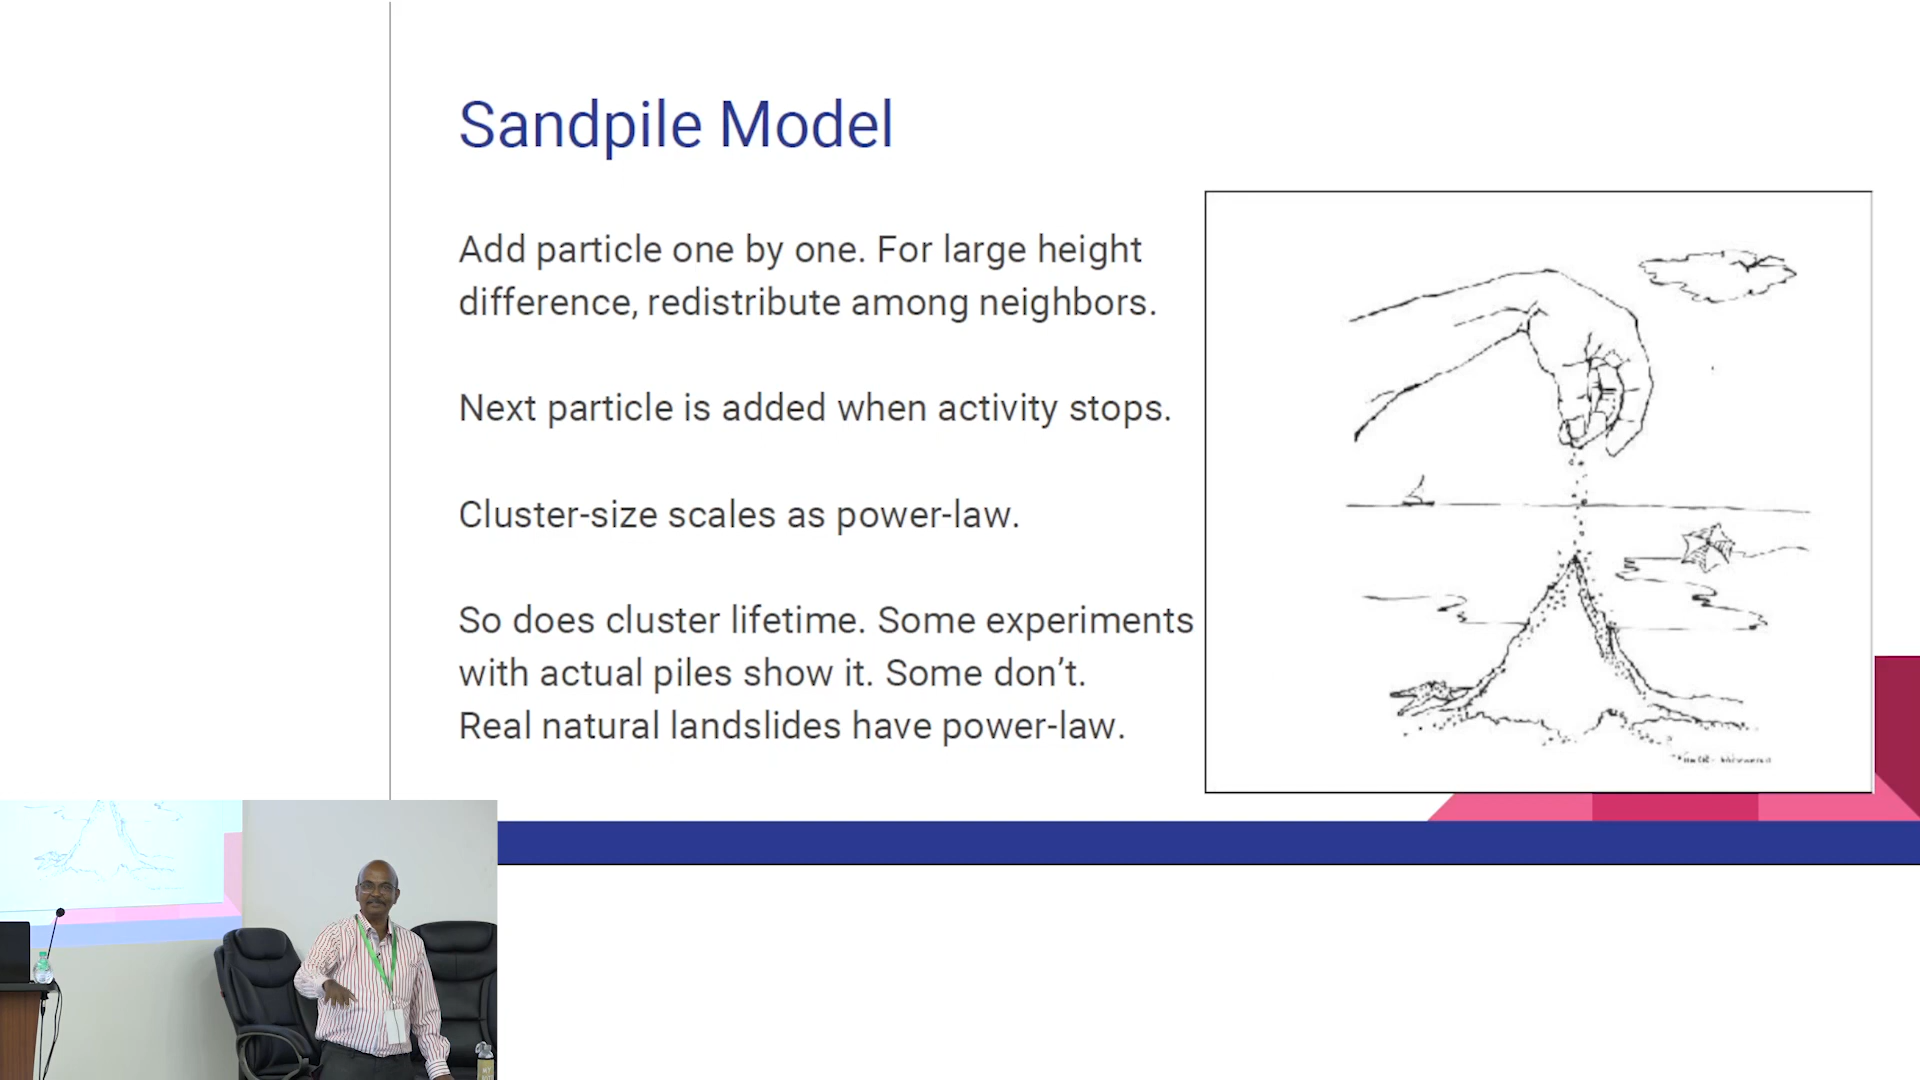 Sandpile Model
Add particle one by one. For large height
difference, redistribute among neighbors.
Next particle is added when activity stops.
Cluster-size scales as power-law.
So does cluster lifetime. Some experiments
with actual piles show it. Some don’t.
Real natural landslides have power-law.